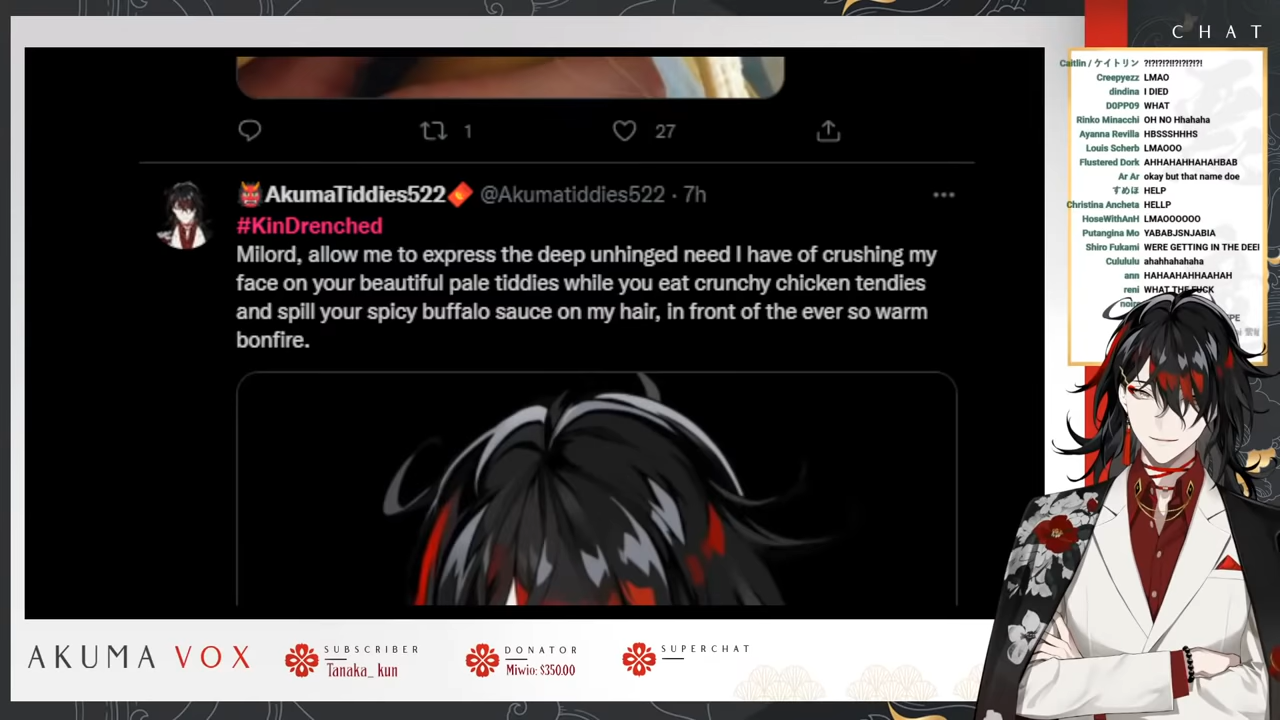 CHAT
Caitlin / ケイトリン ?!?!?!?!!?!?!?!?!
Creepyezz LMAO
dindina I DIED
D0PP09 WHAT
Rinko Minacchi OH NO Hhahaha
Ayanna Revilla HBSSSHHHS
Louis Scherb LMAOOO
Flustered Dork AHHAHAHHAHAHBAB
Ar Ar okay but that name doe
すめほ HELP
Christina Ancheta HELLP
HoseWithAnH LMAOOOOOO
Putangina Mo YABABJSNJABIA
Shiro Fukami WERE GETTING IN THE DEEI
Culululu ahahhahahaha
ann HAHAAHAHHAAHAH
reni WHAT THE FUCK
1
27
👹AkumaTiddies522🧧 @Akumatiddies522 · 7h
#KinDrenched
Milord, allow me to express the deep unhinged need I have of crushing my
face on your beautiful pale tiddies while you eat crunchy chicken tendies
and spill your spicy buffalo sauce on my hair, in front of the ever so warm
bonfire.
AKUMA VOX
SUBSCRIBER
Tanaka_ kun
DONATOR
Miwio: $350.00
SUPERCHAT